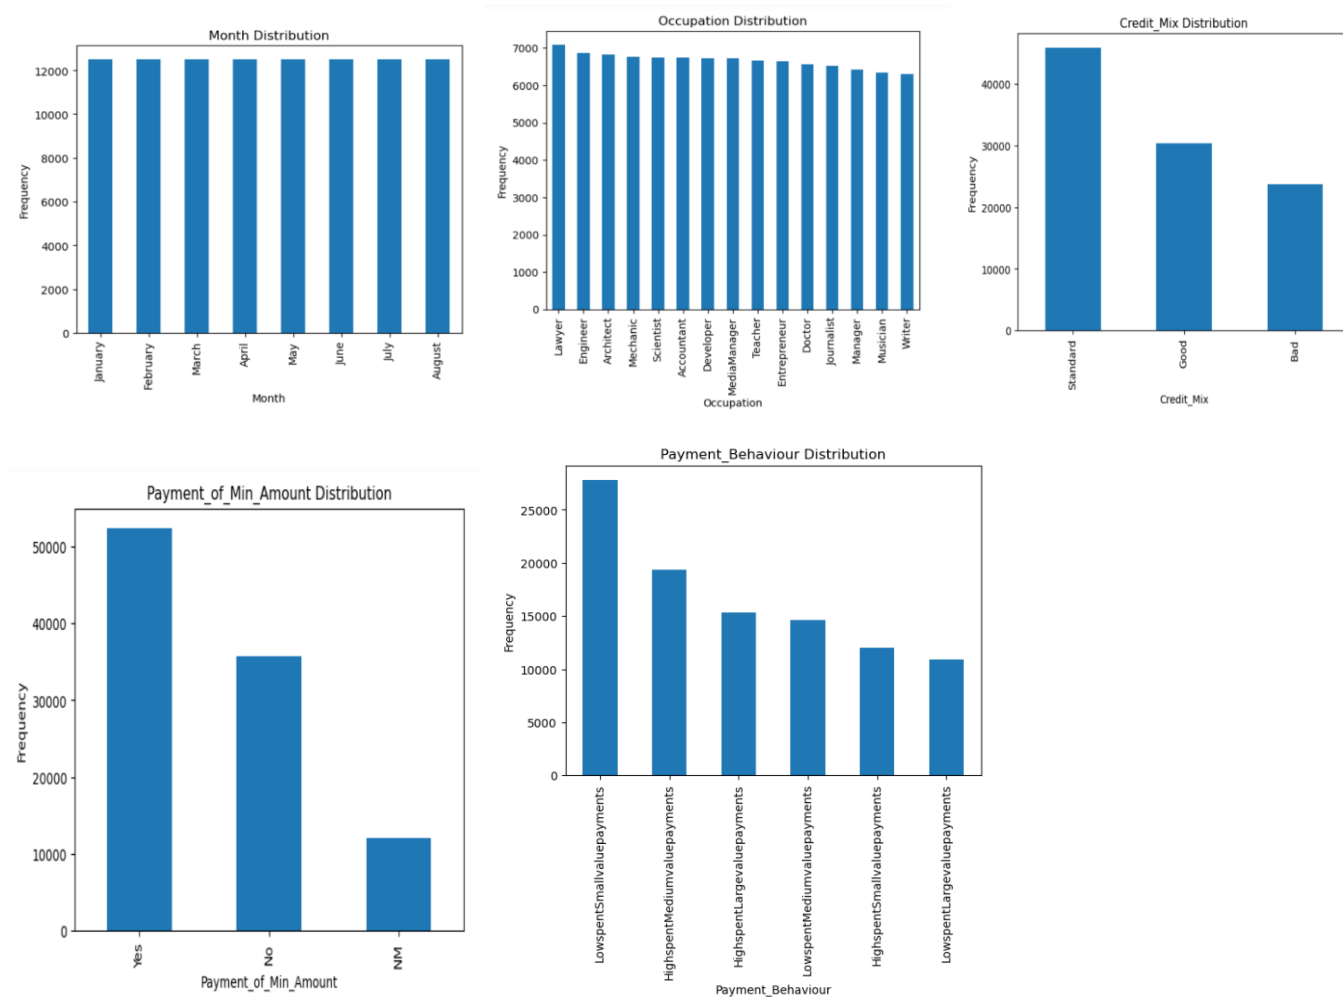 Month Distribution
Frequency
12000
10000
8000
6000
4000
2000
0
January
February
March
April
May
June
July
August
Month
Occupation Distribution
Frequency
7000
6000
5000
4000
3000
2000
1000
0
Lawyer
Engineer
Architect
Mechanic
Scientist
Accountant
Developer
MediaManager
Teacher
Entrepreneur
Doctor
Journalist
Manager
Musician
Writer
Occupation
Credit_Mix Distribution
Frequency
40000
30000
20000
10000
0
Standard
Good
Bad
Credit_Mix
Payment_of_Min_Amount Distribution
Frequency
50000
40000
30000
20000
10000
0
Yes
No
NM
Payment_of_Min_Amount
Payment_Behaviour Distribution
Frequency
25000
20000
15000
10000
5000
0
LowspentSmallvaluepayments
HighspentMediumvaluepayments
HighspentLargevaluepayments
LowspentMediumvaluepayments
HighspentSmallvaluepayments
LowspentLargevaluepayments
Payment_Behaviour